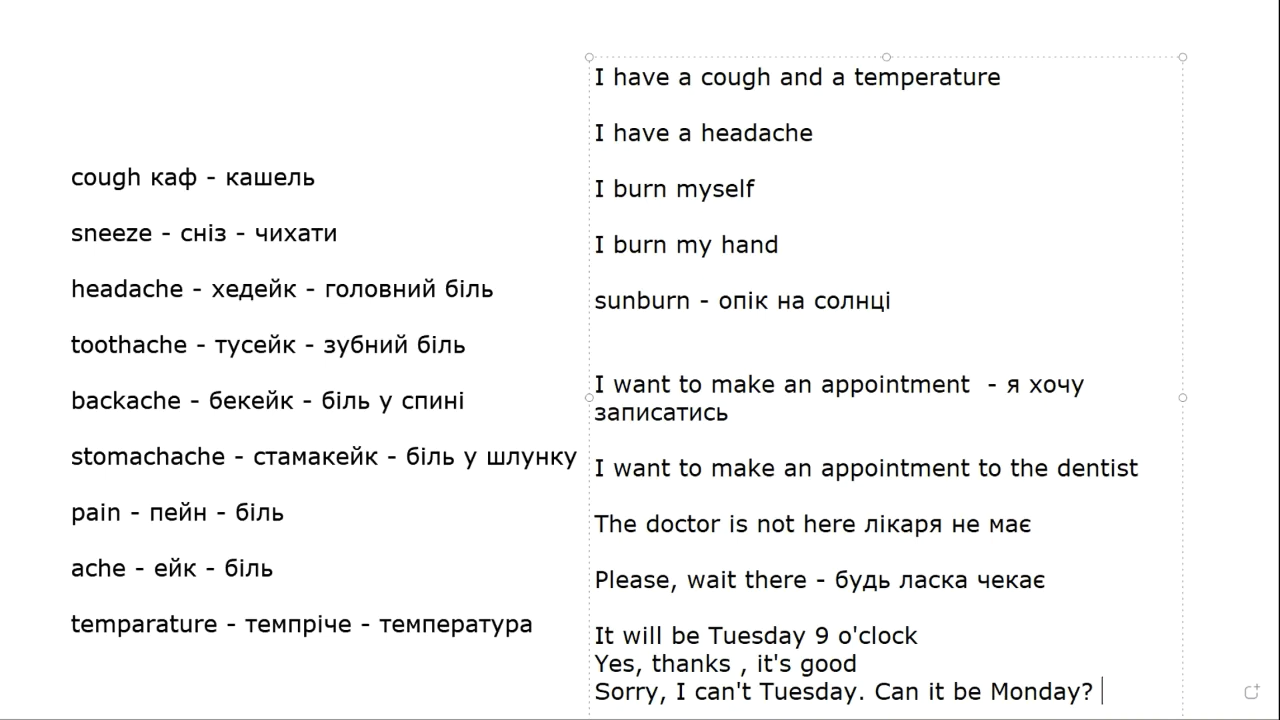 cough каф - кашель
sneeze - сніз - чихати
headache - хедейк - головний біль
toothache - тусейк - зубний біль
backache - бекейк - біль у спині
stomachache - стамакейк - біль у шлунку
pain - пейн - біль
ache - ейк - біль
temparature - темпріче - температура
I have a cough and a temperature
I have a headache
I burn myself
I burn my hand
sunburn - опік на солнці
I want to make an appointment  - я хочу
записатись
I want to make an appointment to the dentist
The doctor is not here лікаря не має
Please, wait there - будь ласка чекає
It will be Tuesday 9 o'clock
Yes, thanks , it's good
Sorry, I can't Tuesday. Can it be Monday?